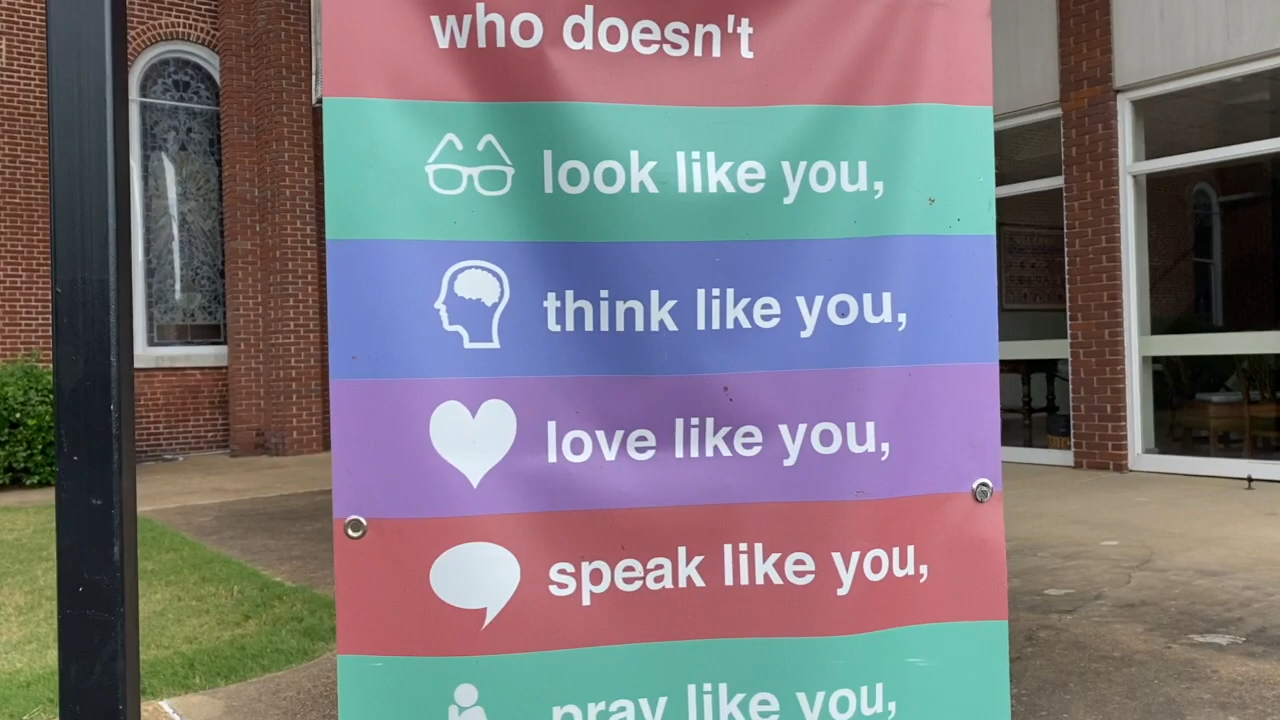 who doesn't
look like you,
think like you,
love like you,
speak like you,
pray like you,